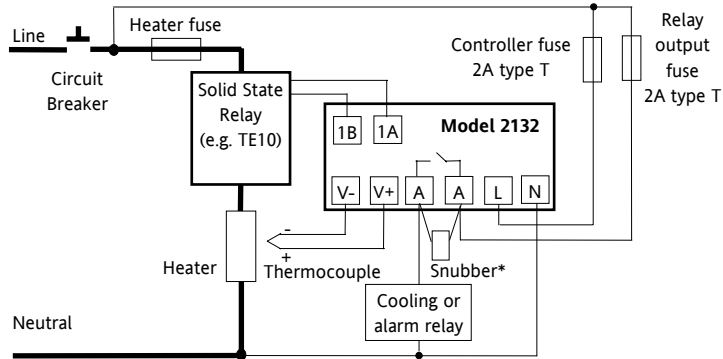 Line
Heater fuse
Circuit
Breaker
Solid State
Relay
(e.g. TE10)
Controller fuse
2A type T
Relay
output
fuse
2A type T
1B
1A
Model 2132
V-
V+
A
A
L
N
-
+
Heater
Thermocouple
Snubber*
Cooling or
alarm relay
Neutral